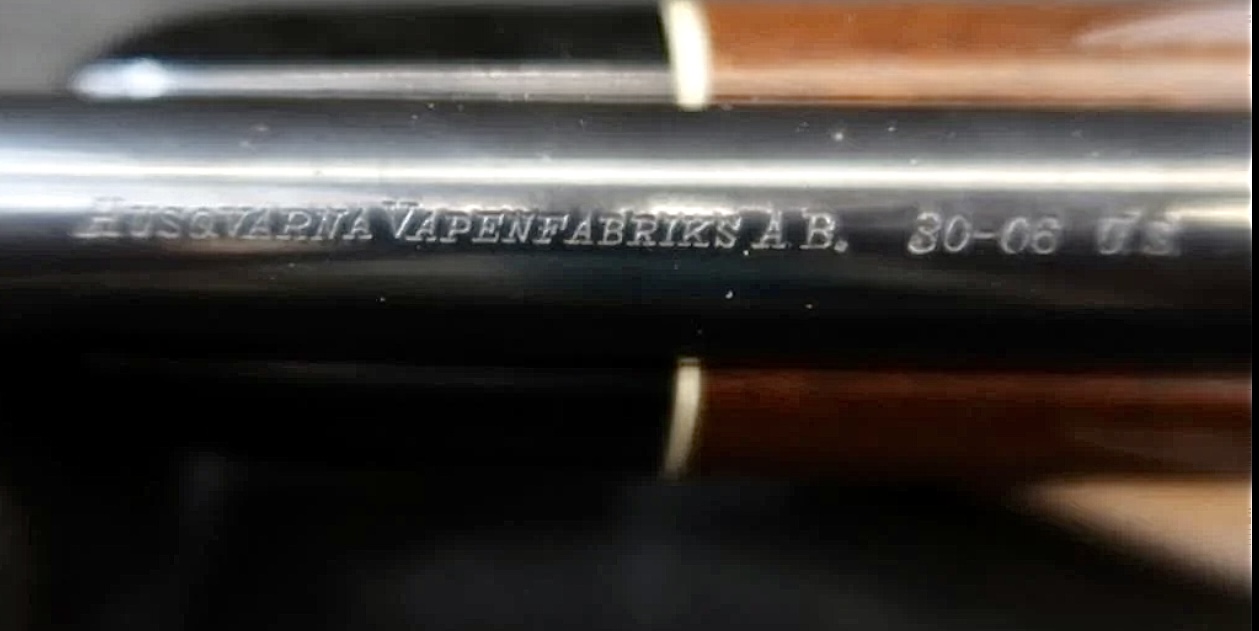 HUSQVARNA VAPENFABRIKS A.B. 30-06 U S